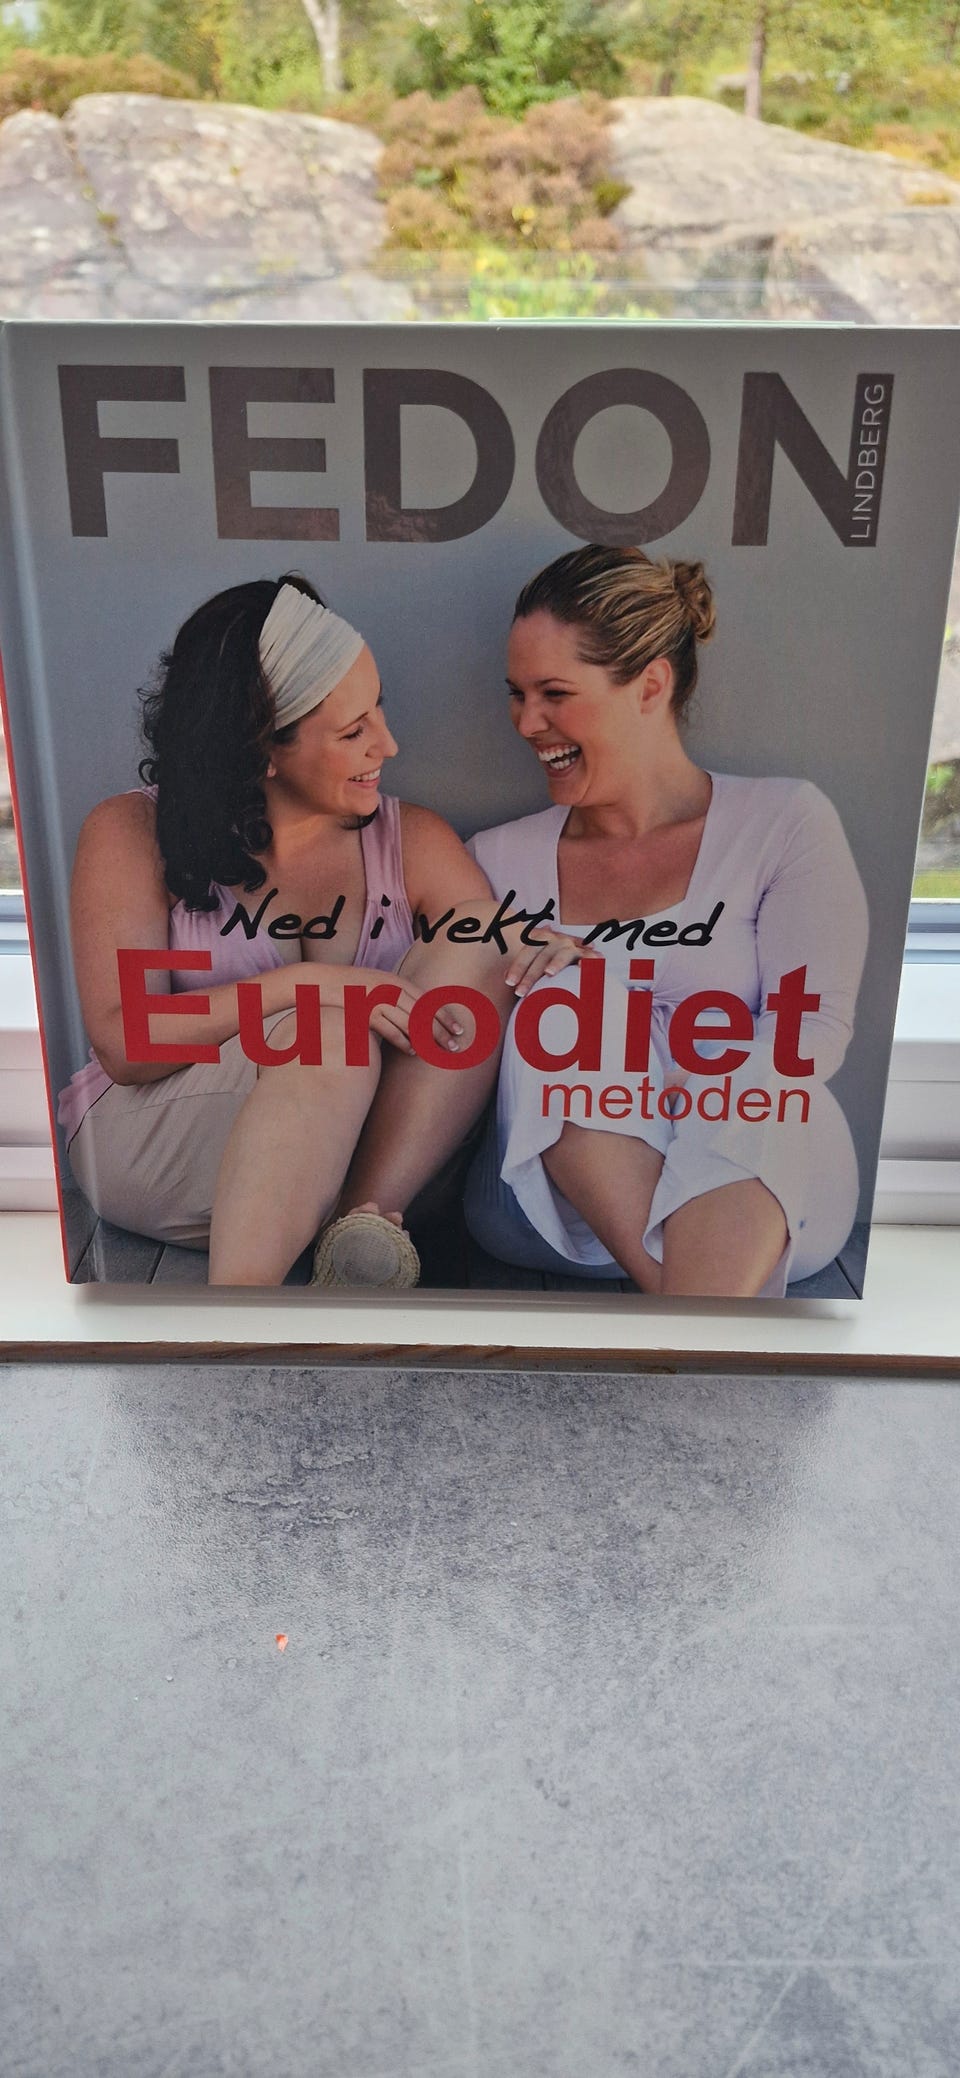 FEDON
LINDBERG
Ned i vekt med
Eurodiet
metoden